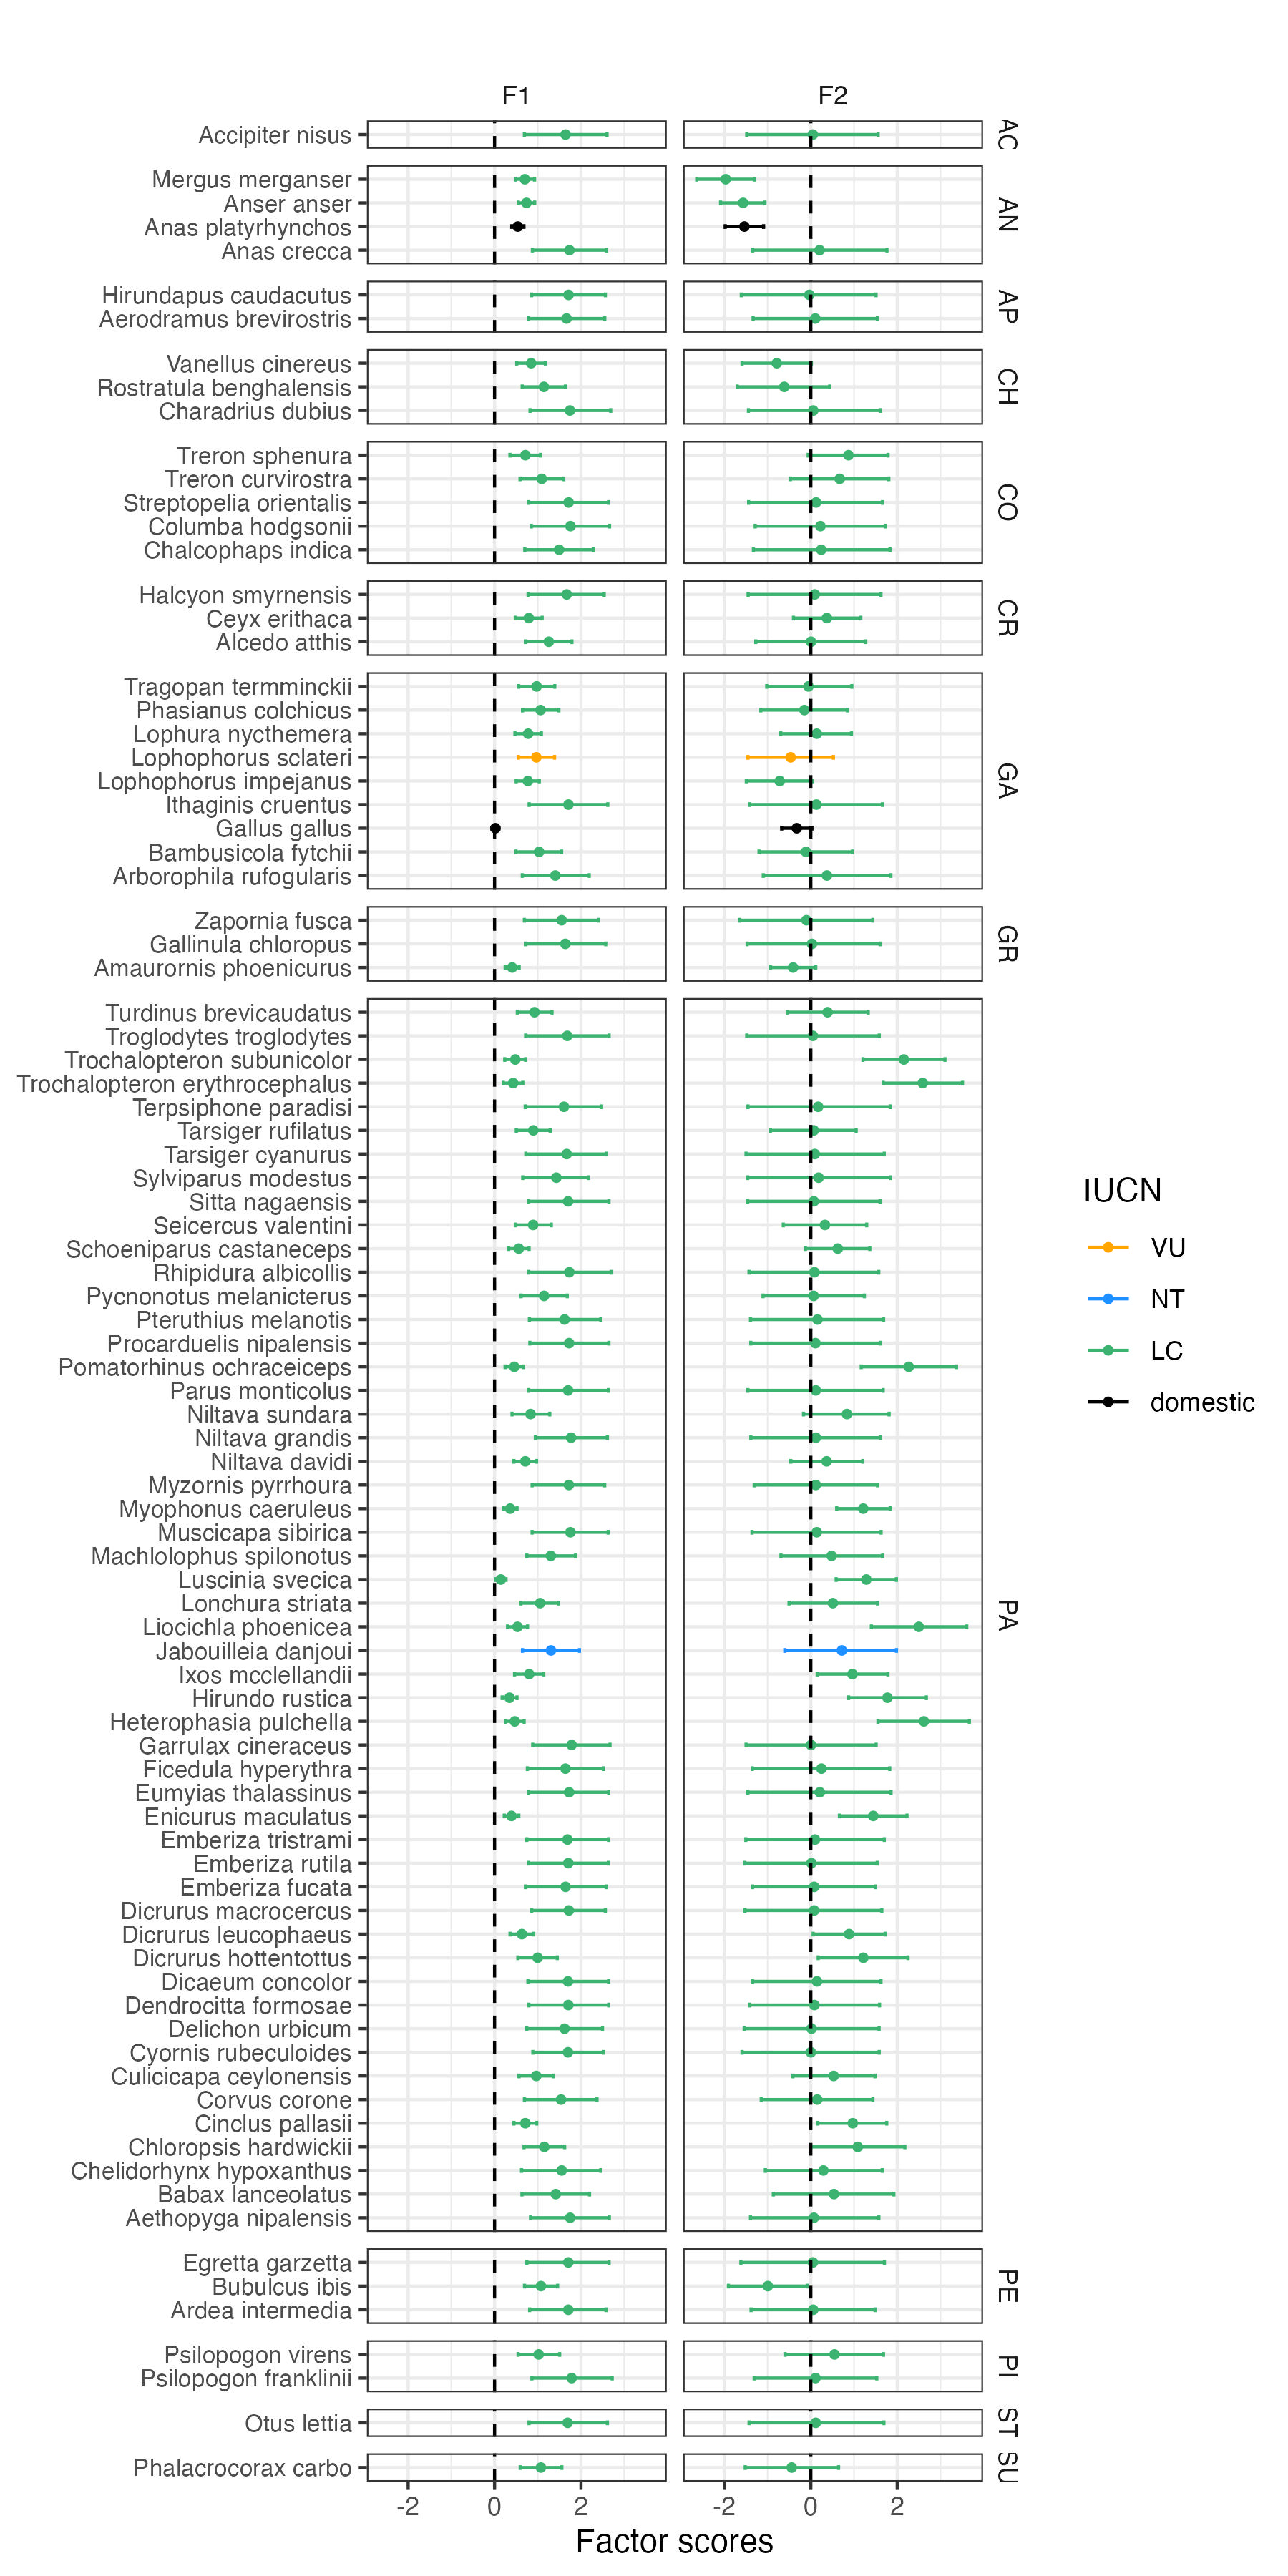 F1 F2
Accipiter nisus
AC
Mergus merganser
Anser anser
Anas platyrhynchos
Anas crecca
AN
Hirundapus caudacutus
Aerodramus brevirostris
AP
Vanellus cinereus
Rostratula benghalensis
Charadrius dubius
CH
Treron sphenura
Treron curvirostra
Streptopelia orientalis
Columba hodgsonii
Chalcophaps indica
CO
Halcyon smyrnensis
Ceyx erithaca
Alcedo atthis
CR
Tragopan termminckii
Phasianus colchicus
Lophura nycthemera
Lophophorus sclateri
Lophophorus impejanus
Ithaginis cruentus
Gallus gallus
Bambusicola fytchii
Arborophila rufogularis
GA
Zapornia fusca
Gallinula chloropus
Amaurornis phoenicurus
GR
Turdinus brevicaudatus
Troglodytes troglodytes
Trochalopteron subunicolor
Trochalopteron erythrocephalus
Terpsiphone paradisi
Tarsiger rufilatus
Tarsiger cyanurus
Sylviparus modestus
Sitta nagaensis
Seicercus valentini
Schoeniparus castaneceps
Rhipidura albicollis
Pycnonotus melanicterus
Pteruthius melanotis
Procarduelis nipalensis
Pomatorhinus ochraceiceps
Parus monticolus
Niltava sundara
Niltava grandis
Niltava davidi
Myzornis pyrrhoura
Myophonus caeruleus
Muscicapa sibirica
Machlolophus spilonotus
Luscinia svecica
Lonchura striata
Liocichla phoenicea
Jabouilleia danjoui
Ixos mcclellandii
Hirundo rustica
Heterophasia pulchella
Garrulax cineraceus
Ficedula hyperythra
Eumyias thalassinus
Enicurus maculatus
Emberiza tristrami
Emberiza rutila
Emberiza fucata
Dicrurus macrocercus
Dicrurus leucophaeus
Dicrurus hottentottus
Dicaeum concolor
Dendrocitta formosae
Delichon urbicum
Cyornis rubeculoides
Culicicapa ceylonensis
Corvus corone
Cinclus pallasii
Chloropsis hardwickii
Chelidorhynx hypoxanthus
Babax lanceolatus
Aethopyga nipalensis
PA
Egretta garzetta
Bubulcus ibis
Ardea intermedia
PE
Psilopogon virens
Psilopogon franklinii
PI
Otus lettia
ST
Phalacrocorax carbo
SU
-2 0 2 -2 0 2
Factor scores
IUCN
VU
NT
LC
domestic